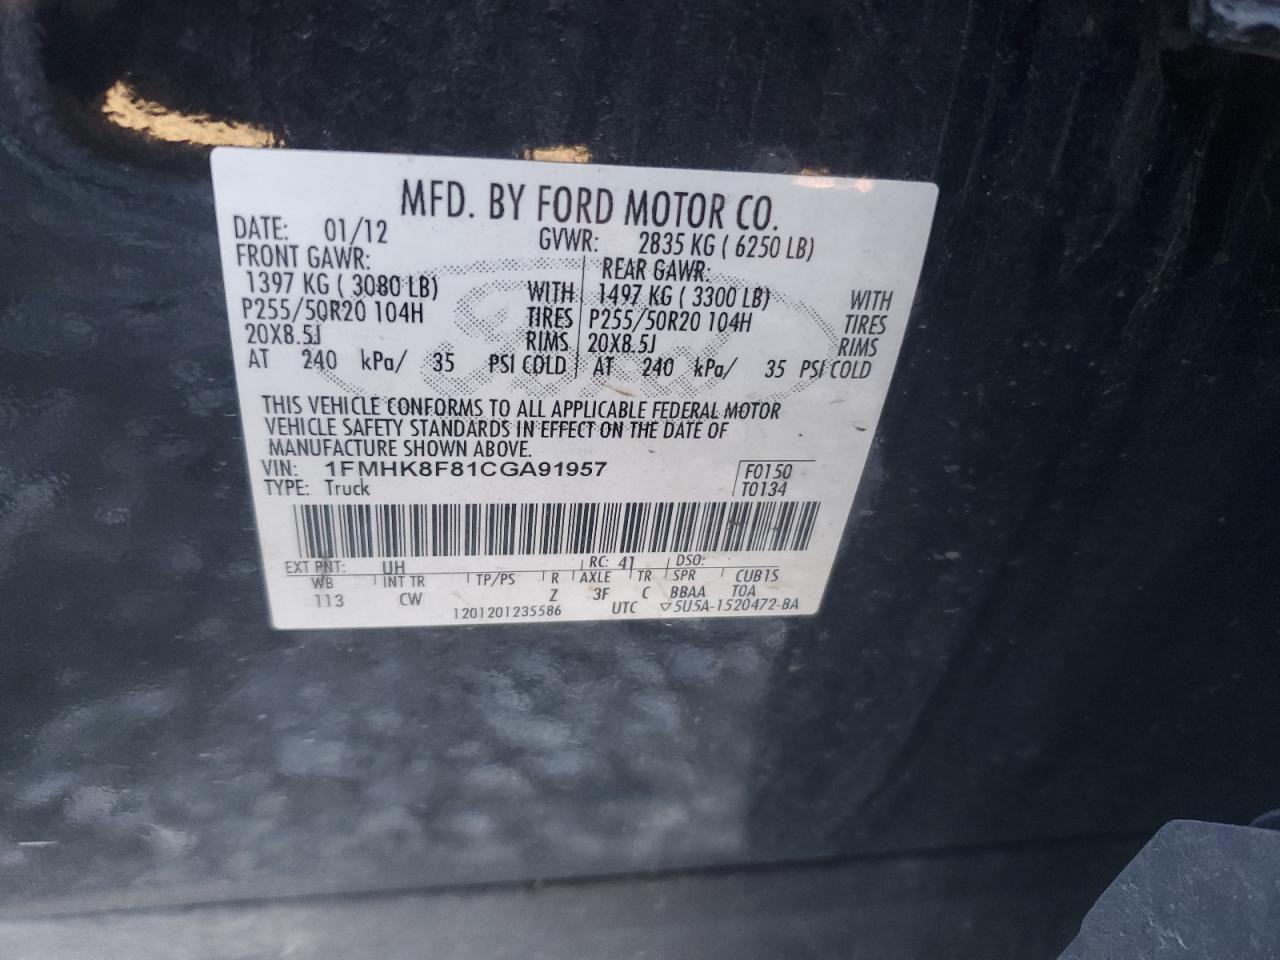 MFD. BY FORD MOTOR CO.
DATE: 01/12 GVWR: 2835 KG ( 6250 LB)
FRONT GAWR: REAR GAWR:
1397 KG ( 3080 LB) WITH 1497 KG ( 3300 LB) WITH
P255/50R20 104H TIRES P255/50R20 104H TIRES
20X8.5J RIMS 20X8.5J RIMS
AT 240 kPa/ 35 PSI COLD AT 240 kPa/ 35 PSI COLD
THIS VEHICLE CONFORMS TO ALL APPLICABLE FEDERAL MOTOR
VEHICLE SAFETY STANDARDS IN EFFECT ON THE DATE OF
MANUFACTURE SHOWN ABOVE.
VIN: 1FMHK8F81CGA91957 F0150
TYPE: Truck T0134
EXT PNT: UH RC: 41 DSO:
WB INT TR TP/PS R AXLE TR SPR CUB1S
113 CW Z 3F C BBAA TOA
1201201235586 UTC ▽5U5A-1520472-BA